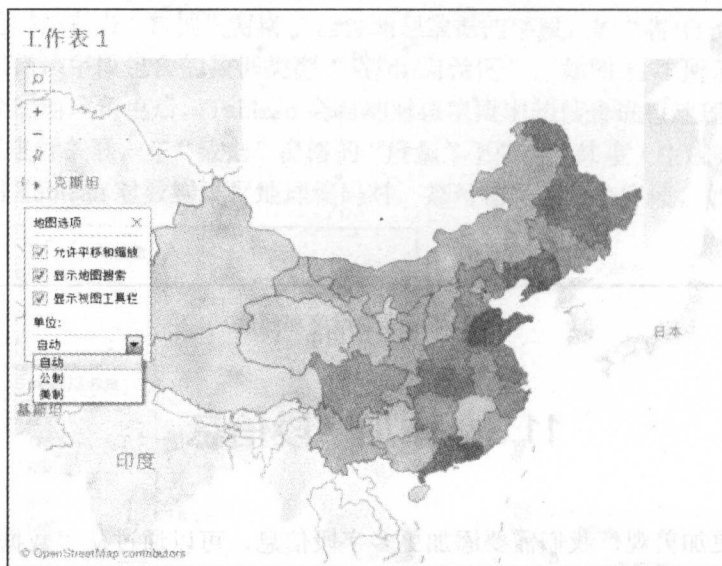 工作表 1
克斯坦
地图选项
允许平移和缩放
显示地图搜索
显示视图工具栏
单位:
自动
自动
公制
美制
基斯坦
印度
日本
© OpenStreetMap contributors